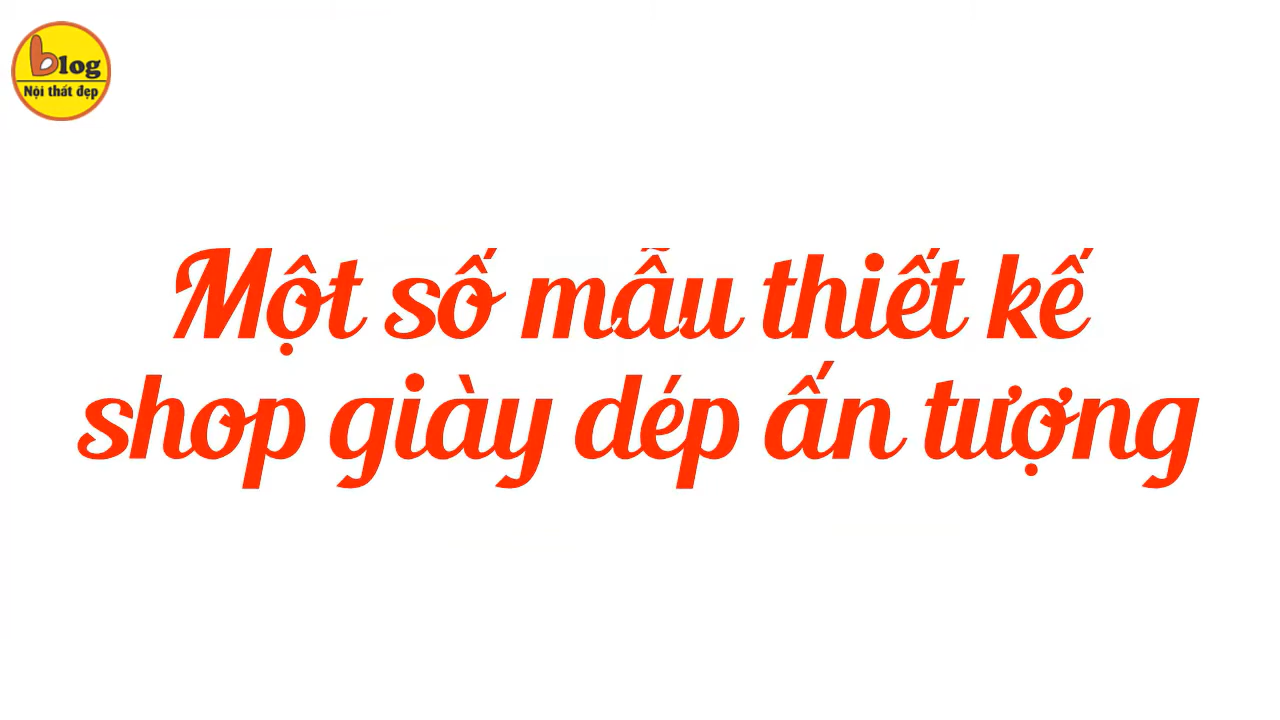 blog
Nội thất đẹp
Một số mẫu thiết kế
shop giày dép ấn tượng